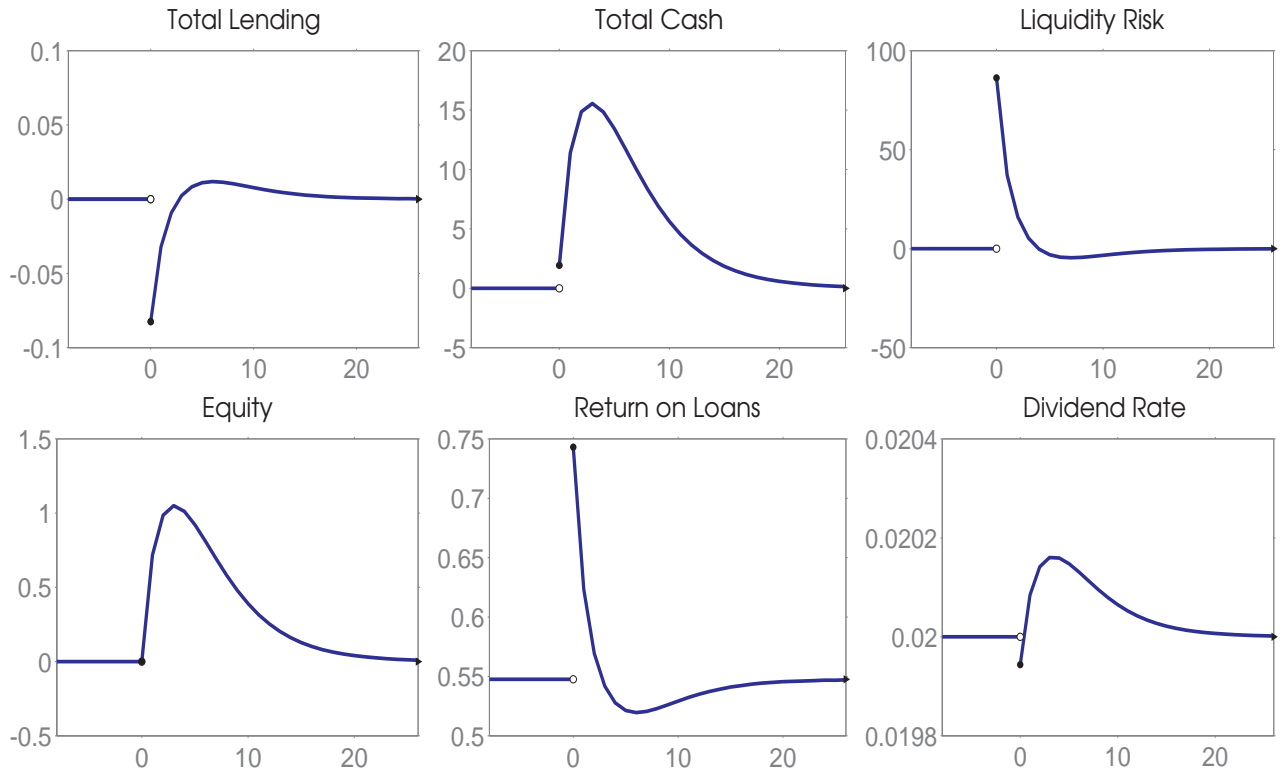 Total Lending
0.1
0.05
0
-0.05
-0.1
0 10 20
Total Cash
20
15
10
5
0
-5
0 10 20
Liquidity Risk
100
50
0
-50
0 10 20
Equity
1.5
1
0.5
0
-0.5
0 10 20
Return on Loans
0.75
0.7
0.65
0.6
0.55
0.5
0 10 20
Dividend Rate
0.0204
0.0202
0.02
0.0198
0 10 20